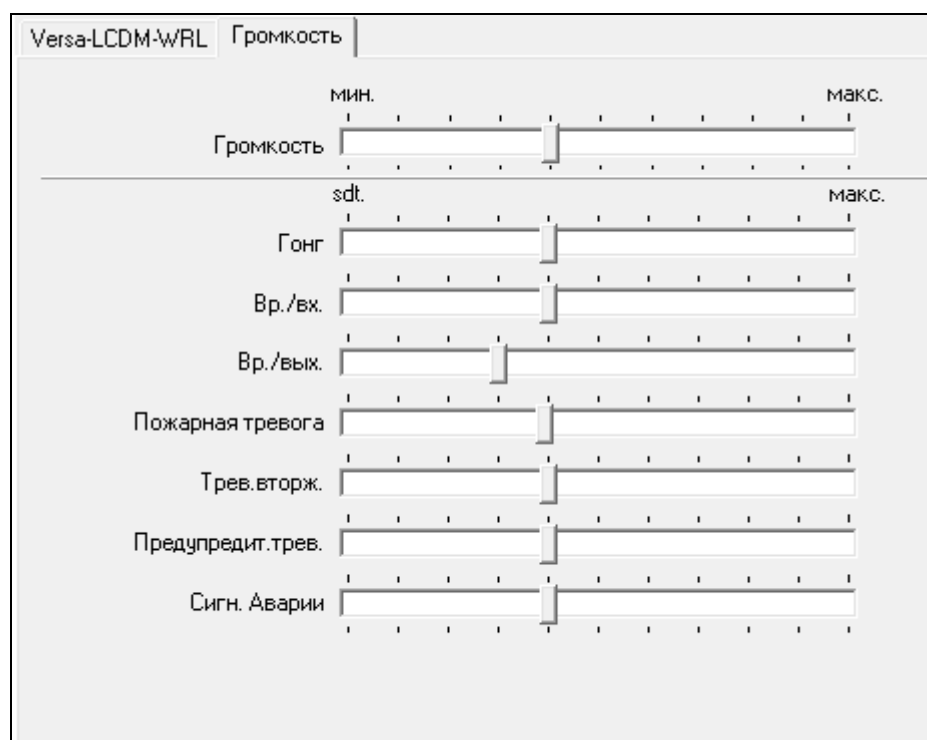 Versa-LCDM-WRL Громкость
мин. макс.
Громкость
sdt. макс.
Гонг
Вр./вх.
Вр./вых.
Пожарная тревога
Трев.вторж.
Предупредит.трев.
Сигн. Аварии